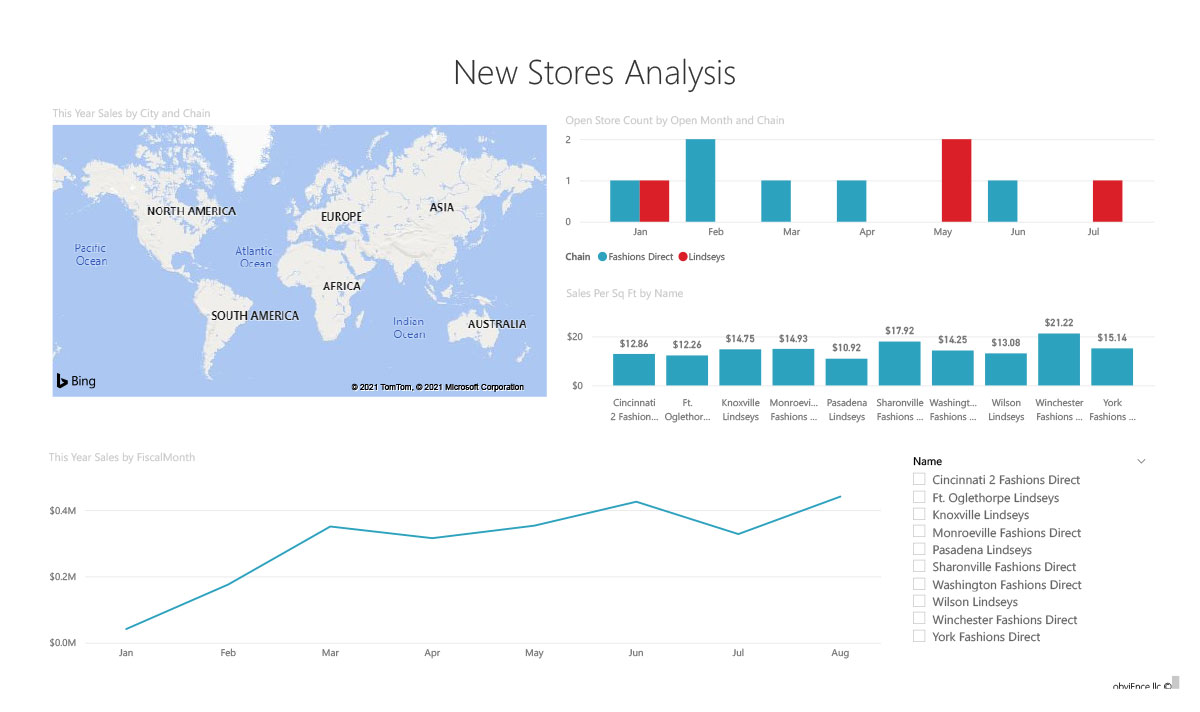 New Stores Analysis
This Year Sales by City and Chain
NORTH AMERICA
EUROPE
ASIA
Pacific
Ocean
Atlantic
Ocean
AFRICA
SOUTH AMERICA
Indian
Ocean
AUSTRALIA
Bing
© 2021 TomTom, © 2021 Microsoft Corporation
Open Store Count by Open Month and Chain
2
1
0
Jan Feb Mar Apr May Jun Jul
Chain Fashions Direct Lindseys
Sales Per Sq Ft by Name
$20
$0
$12.86 $12.26 $14.75 $14.93 $10.92 $17.92 $14.25 $13.08 $21.22 $15.14
Cincinnati Ft. Knoxville Monroevi... Pasadena Sharonville Washingt... Wilson Winchester York
2 Fashion... Oglethor... Lindseys Fashions ... Lindseys Fashions ... Fashions ... Lindseys Fashions ... Fashions ...
This Year Sales by FiscalMonth
$0.4M
$0.2M
$0.0M
Jan Feb Mar Apr May Jun Jul Aug
Name
Cincinnati 2 Fashions Direct
Ft. Oglethorpe Lindseys
Knoxville Lindseys
Monroeville Fashions Direct
Pasadena Lindseys
Sharonville Fashions Direct
Washington Fashions Direct
Wilson Lindseys
Winchester Fashions Direct
York Fashions Direct
obviEnce llc ©